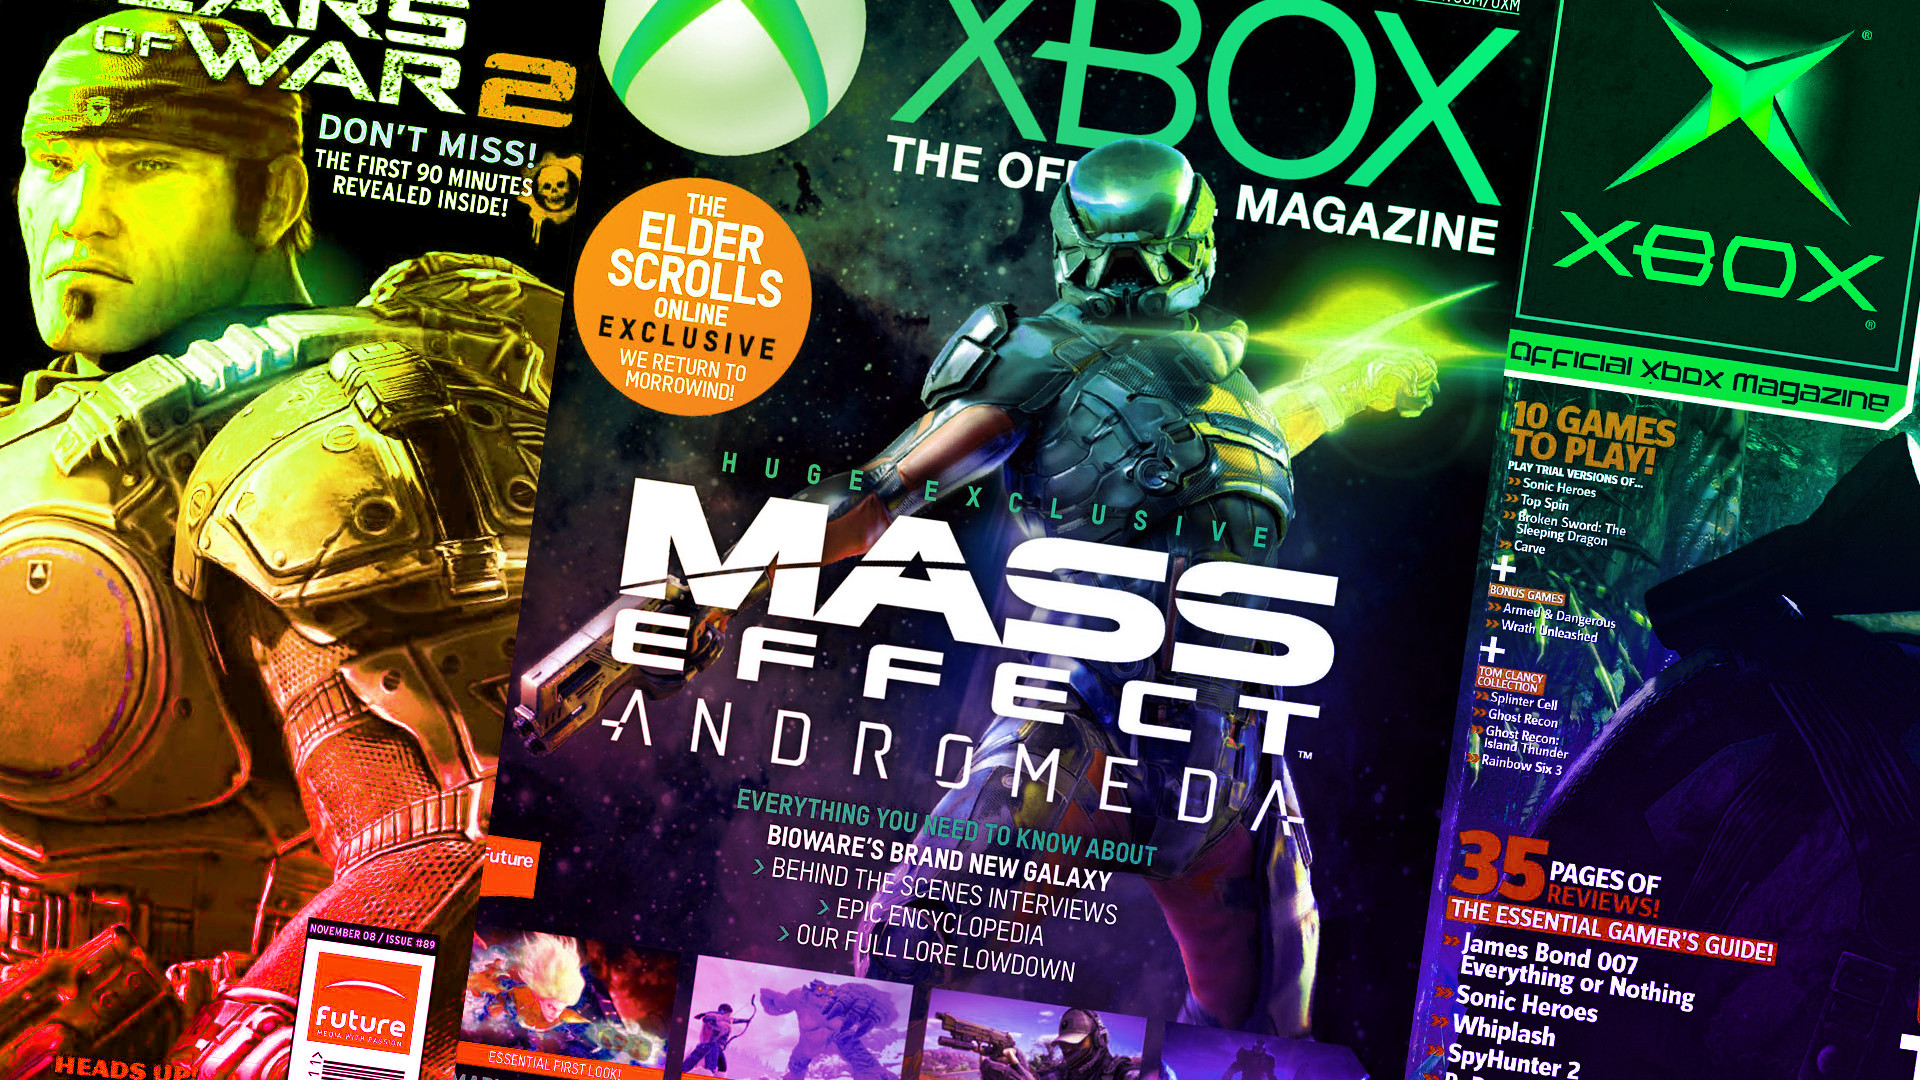 OF WAR 2
DON'T MISS!
THE FIRST 90 MINUTES
REVEALED INSIDE!
NOVEMBER 08 / ISSUE #89
future
MEDIA WITH PASSION
HEADS UP!
XBOX
THE MAGAZINE
THE
ELDER
SCROLLS
ONLINE
EXCLUSIVE
WE RETURN TO
MORROWIND!
HUGE EXCLUSIVE
MASS
EFFECT™
ANDROMEDA
EVERYTHING YOU NEED TO KNOW ABOUT
BIOWARE'S BRAND NEW GALAXY
> BEHIND THE SCENES INTERVIEWS
> EPIC ENCYCLOPEDIA
> OUR FULL LORE LOWDOWN
Future
ESSENTIAL FIRST LOOK!
®
XBOX
®
OFFICIAL XBOX MAGAZINE
10 GAMES
TO PLAY!
PLAY TRIAL VERSIONS OF...
» Sonic Heroes
» Top Spin
» Broken Sword: The
Sleeping Dragon
» Carve
+
BONUS GAMES
» Armed & Dangerous
» Wrath Unleashed
+
TOM CLANCY
COLLECTION
» Splinter Cell
» Ghost Recon
» Ghost Recon:
Island Thunder
» Rainbow Six 3
35 PAGES OF
REVIEWS!
THE ESSENTIAL GAMER'S GUIDE!
» James Bond 007
Everything or Nothing
» Sonic Heroes
» Whiplash
» SpyHunter 2